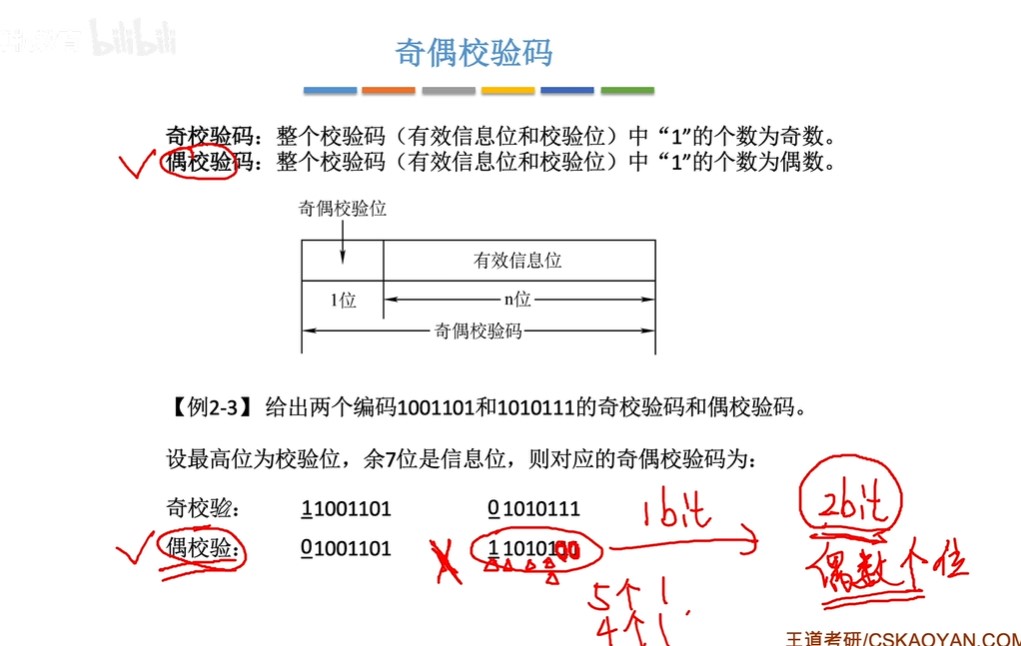 bilibili
奇偶校验码
奇校验码：整个校验码（有效信息位和校验位）中“1”的个数为奇数。
偶校验码：整个校验码（有效信息位和校验位）中“1”的个数为偶数。
奇偶校验位
有效信息位
1位
n位
奇偶校验码
【例2-3】 给出两个编码1001101和1010111的奇校验码和偶校验码。
设最高位为校验位，余7位是信息位，则对应的奇偶校验码为：
奇校验： 11001101 01010111
偶校验： 01001101 1101010
1bit
2bit
偶数个位
5个1
4个1
王道考研/CSKAOYAN.COM